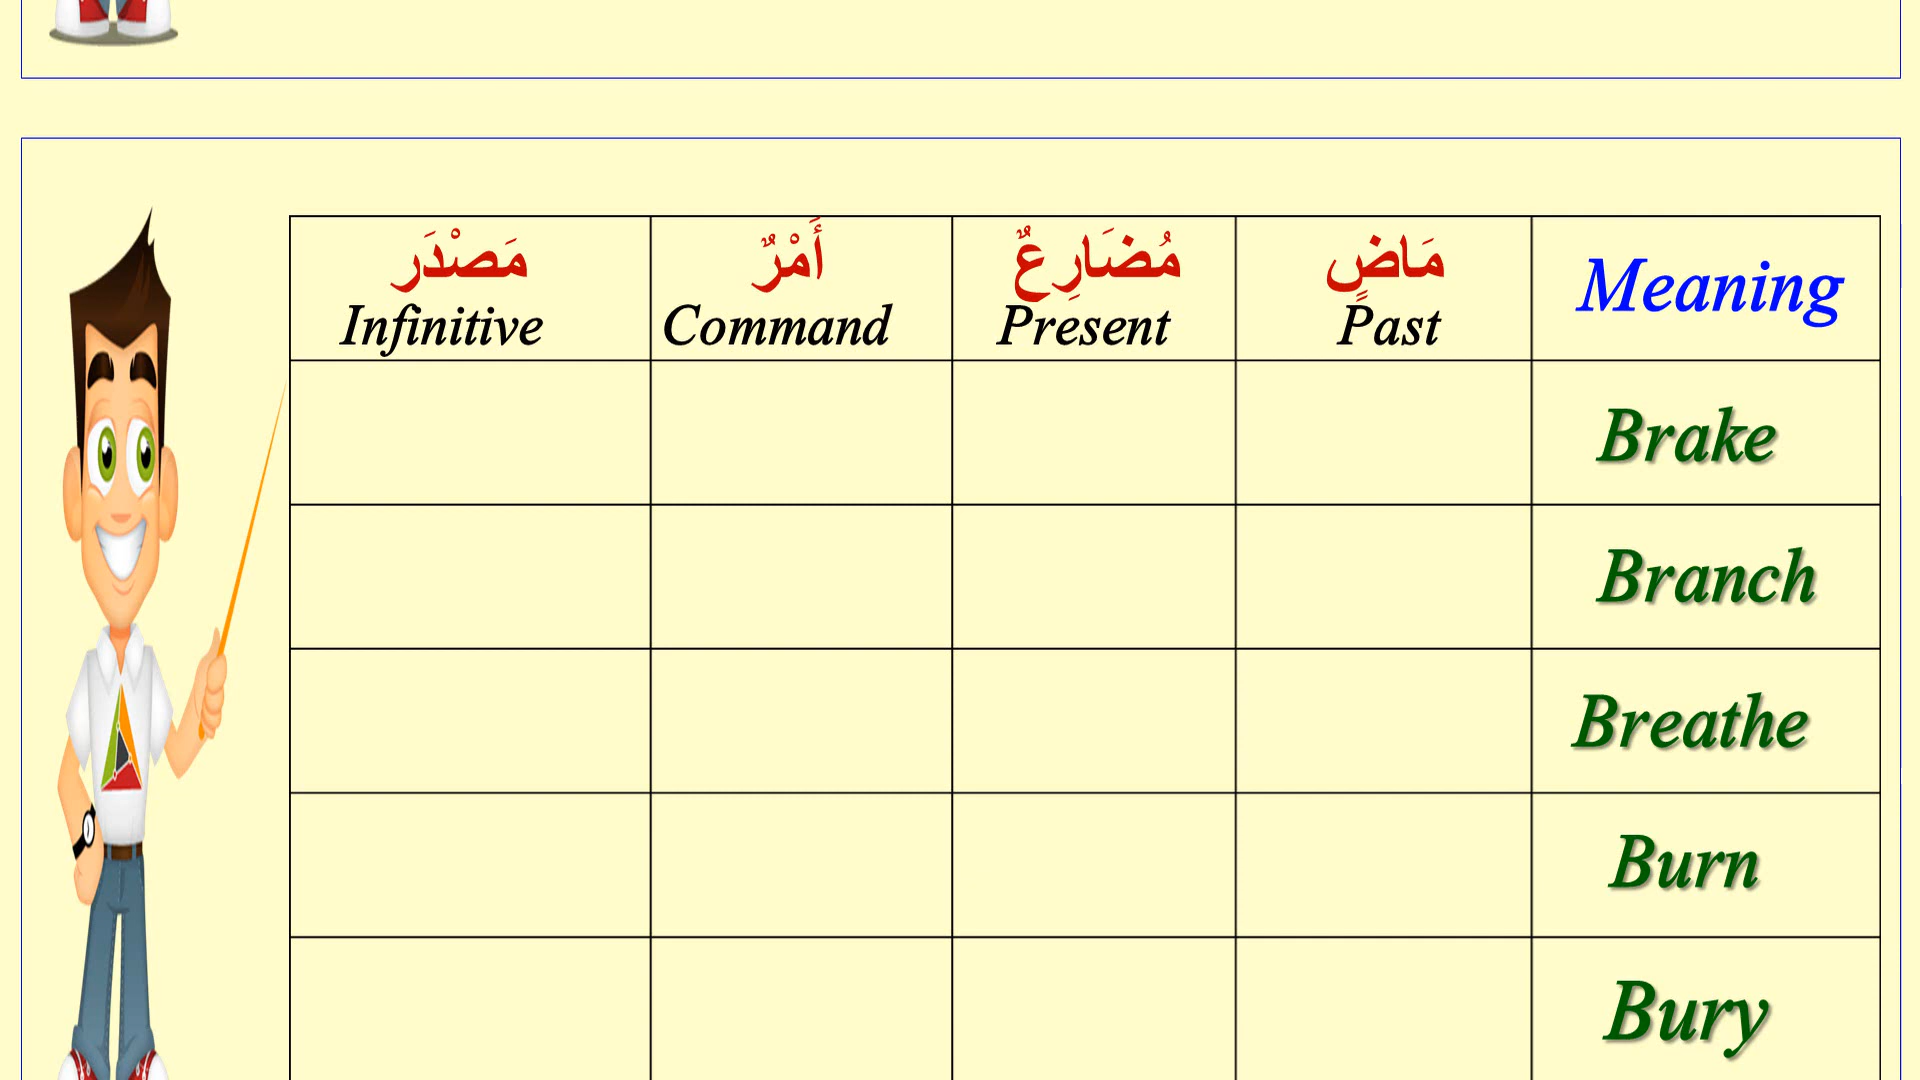 مَصْدَر
Infinitive
أَمْرٌ
Command
مُضَارِعٌ
Present
مَاضٍ
Past
Meaning
Brake
Branch
Breathe
Burn
Bury